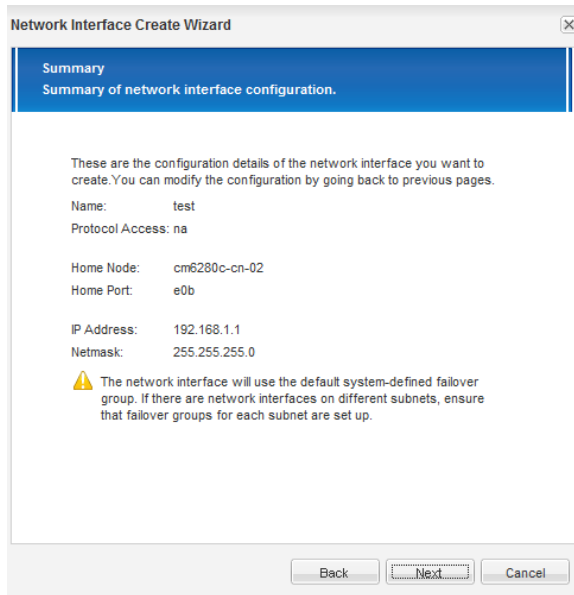 Network Interface Create Wizard
Summary
Summary of network interface configuration.
These are the configuration details of the network interface you want to
create.You can modify the configuration by going back to previous pages.
Name: test
Protocol Access: na
Home Node: cm6280c-cn-02
Home Port: e0b
IP Address: 192.168.1.1
Netmask: 255.255.255.0
The network interface will use the default system-defined failover
group. If there are network interfaces on different subnets, ensure
that failover groups for each subnet are set up.
Back Next Cancel